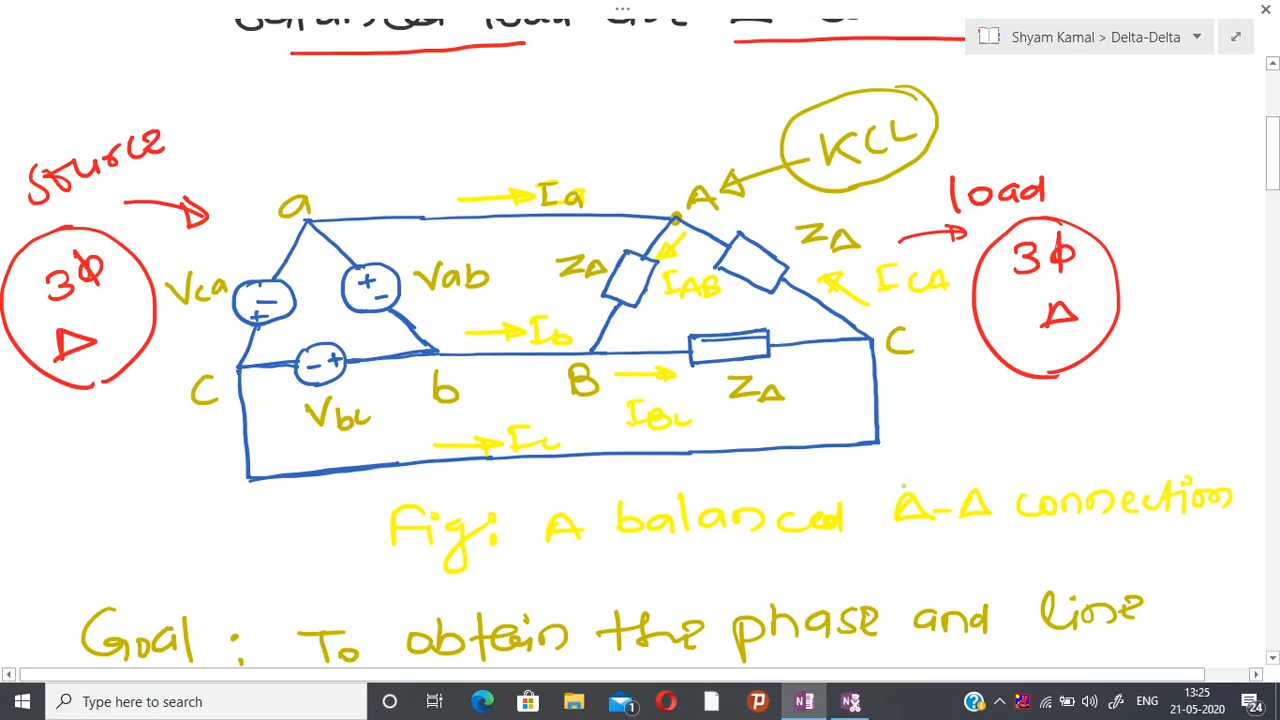 Shyam Kamal > Delta-Delta
source
3ϕ
Δ
KCL
load
3ϕ
Δ
a
Ia
A
ZΔ
ZΔ
IAB
ICA
Vca
+
-
Vab
+
-
Ib
C
Vbc
-
+
b
B
IBC
ZΔ
C
Ic
Fig: A balanced Δ-Δ connection
Goal: To obtain the phase and line
Type here to search
1
ENG
13:25
21-05-2020
24